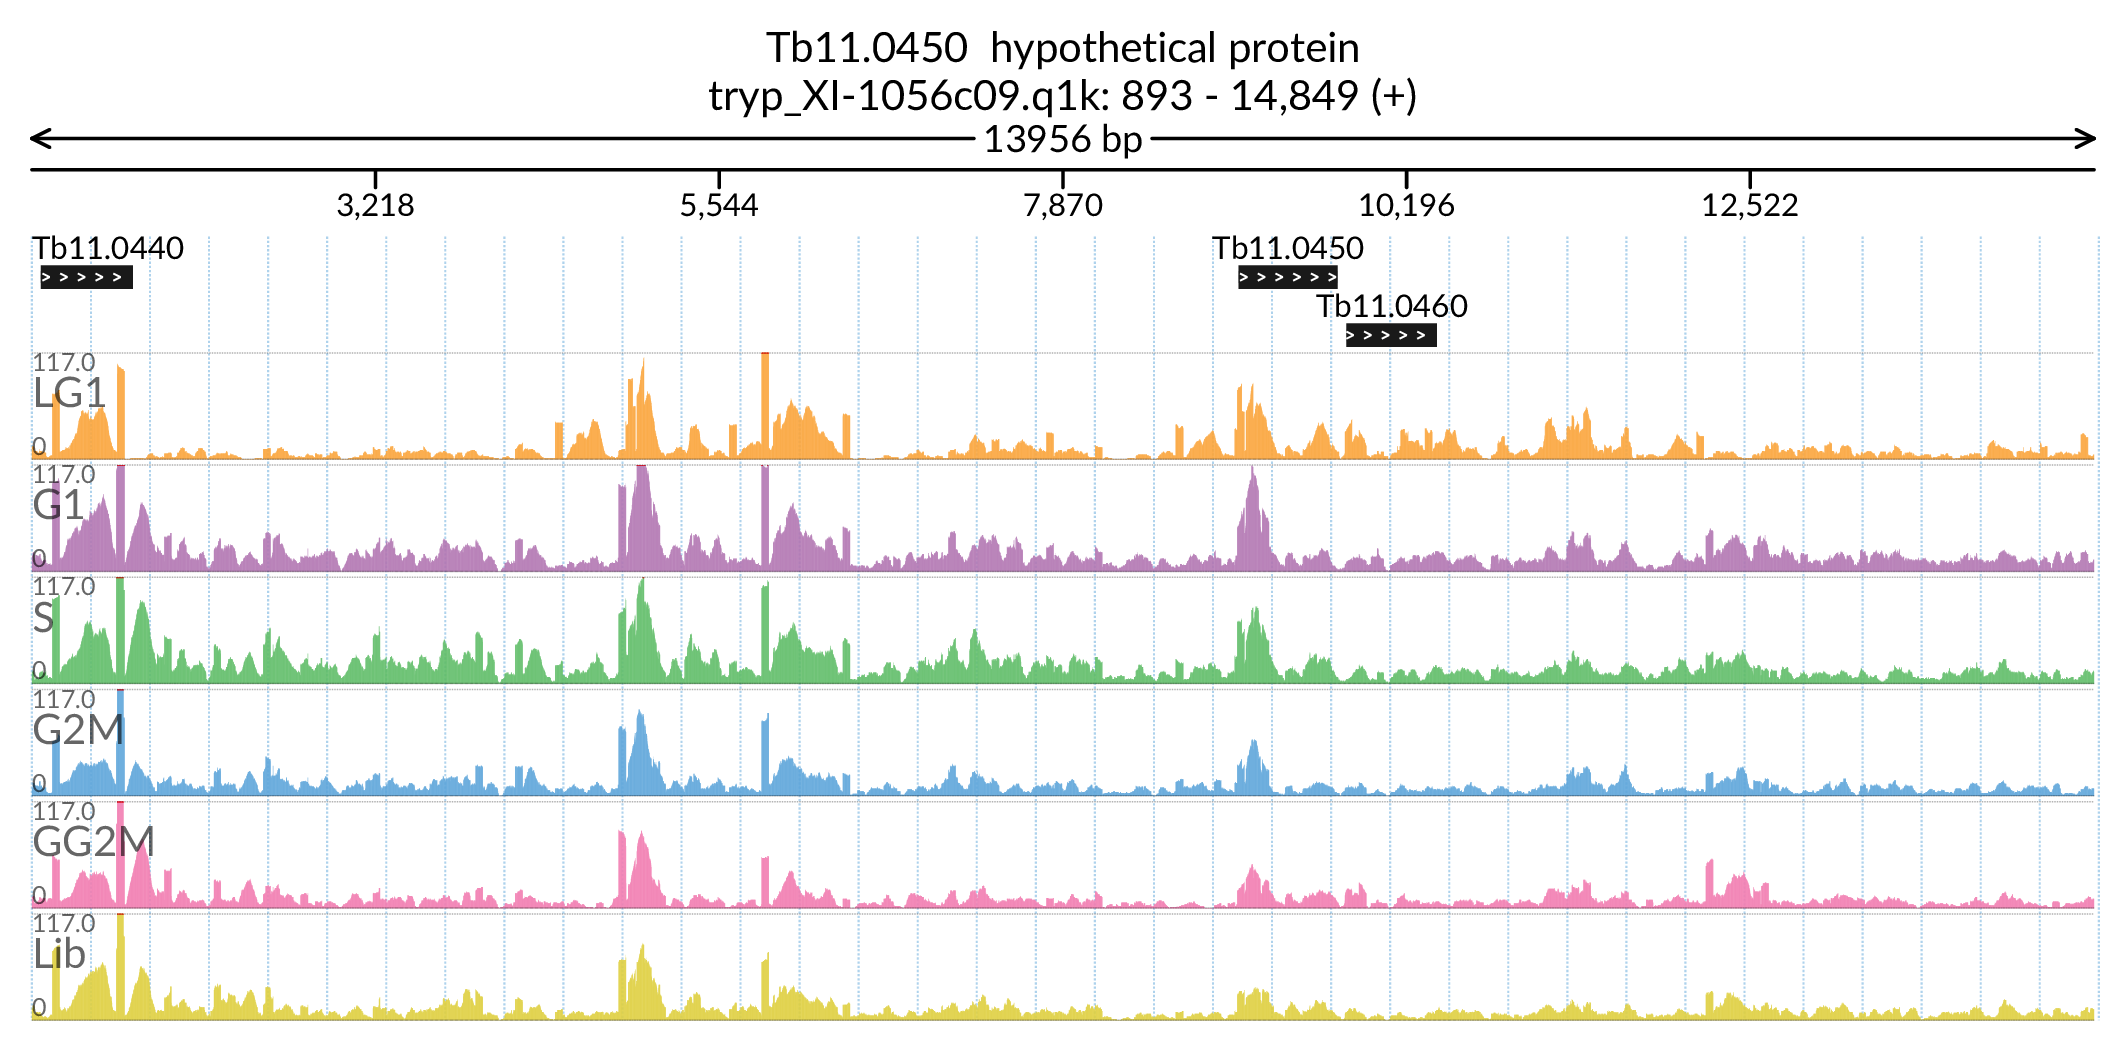 Tb11.0450 hypothetical protein
tryp_XI-1056c09.q1k: 893 - 14,849 (+)
13956 bp
3,218 5,544 7,870 10,196 12,522
Tb11.0440 Tb11.0450
> > > > > > > > > > >
Tb11.0460
> > > > >
117.0
LG1
0
117.0
G1
0
117.0
S
0
117.0
G2M
0
117.0
GG2M
0
117.0
Lib
0